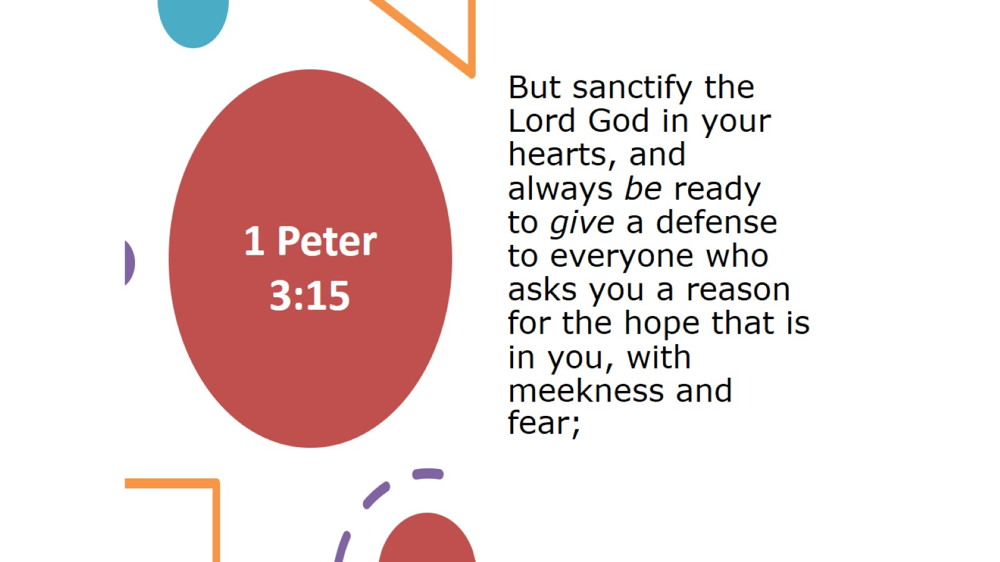 1 Peter
3:15
But sanctify the
Lord God in your
hearts, and
always be ready
to give a defense
to everyone who
asks you a reason
for the hope that is
in you, with
meekness and
fear;